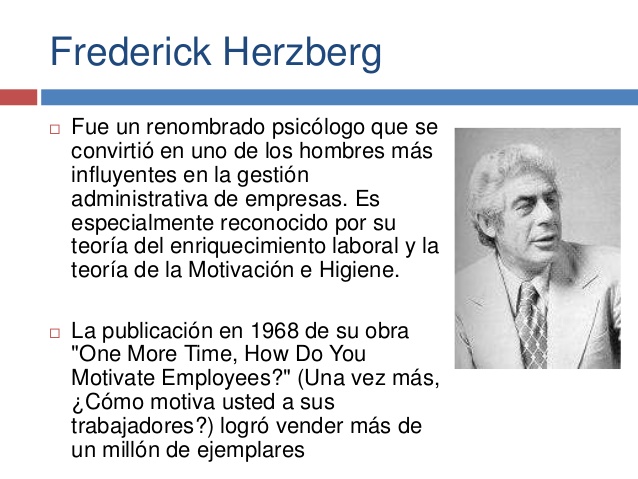 Frederick Herzberg
Fue un renombrado psicólogo que se
convirtió en uno de los hombres más
influyentes en la gestión
administrativa de empresas. Es
especialmente reconocido por su
teoría del enriquecimiento laboral y la
teoría de la Motivación e Higiene.
La publicación en 1968 de su obra
"One More Time, How Do You
Motivate Employees?" (Una vez más,
¿Cómo motiva usted a sus
trabajadores?) logró vender más de
un millón de ejemplares